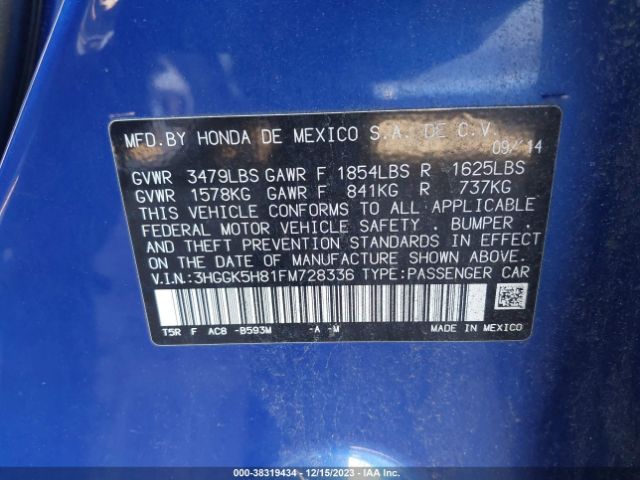 MFD.BY HONDA DE MEXICO S.A. DE C.V.
09/14
GVWR 3479LBS GAWR F 1854LBS R 1625LBS
GVWR 1578KG GAWR F 841KG R 737KG
THIS VEHICLE CONFORMS TO ALL APPLICABLE
FEDERAL MOTOR VEHICLE SAFETY . BUMPER .
AND THEFT PREVENTION STANDARDS IN EFFECT
ON THE DATE OF MANUFACTURE SHOWN ABOVE.
V.I.N.:3HGGK5H81FM728336 TYPE:PASSENGER CAR
T5R F AC8 -B593M -A -M MADE IN MEXICO
000-38319434 - 12/15/2023 - IAAI.COM